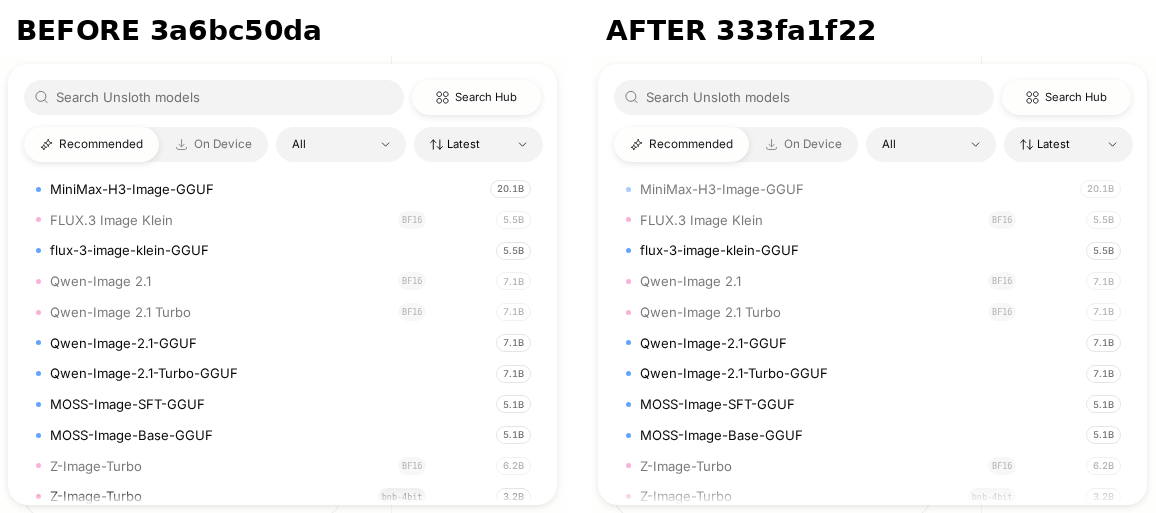 BEFORE 3a6bc50da
Search Unsloth models
Search Hub
Recommended
On Device
All
Latest
MiniMax-H3-Image-GGUF 20.1B
FLUX.3 Image Klein BF16 5.5B
flux-3-image-klein-GGUF 5.5B
Qwen-Image 2.1 BF16 7.1B
Qwen-Image 2.1 Turbo BF16 7.1B
Qwen-Image-2.1-GGUF 7.1B
Qwen-Image-2.1-Turbo-GGUF 7.1B
MOSS-Image-SFT-GGUF 5.1B
MOSS-Image-Base-GGUF 5.1B
Z-Image-Turbo BF16 6.2B
Z-Image-Turbo bnb-4bit 3.2B
AFTER 333fa1f22
Search Unsloth models
Search Hub
Recommended
On Device
All
Latest
MiniMax-H3-Image-GGUF 20.1B
FLUX.3 Image Klein BF16 5.5B
flux-3-image-klein-GGUF 5.5B
Qwen-Image 2.1 BF16 7.1B
Qwen-Image 2.1 Turbo BF16 7.1B
Qwen-Image-2.1-GGUF 7.1B
Qwen-Image-2.1-Turbo-GGUF 7.1B
MOSS-Image-SFT-GGUF 5.1B
MOSS-Image-Base-GGUF 5.1B
Z-Image-Turbo BF16 6.2B
Z-Image-Turbo bnb-4bit 3.2B